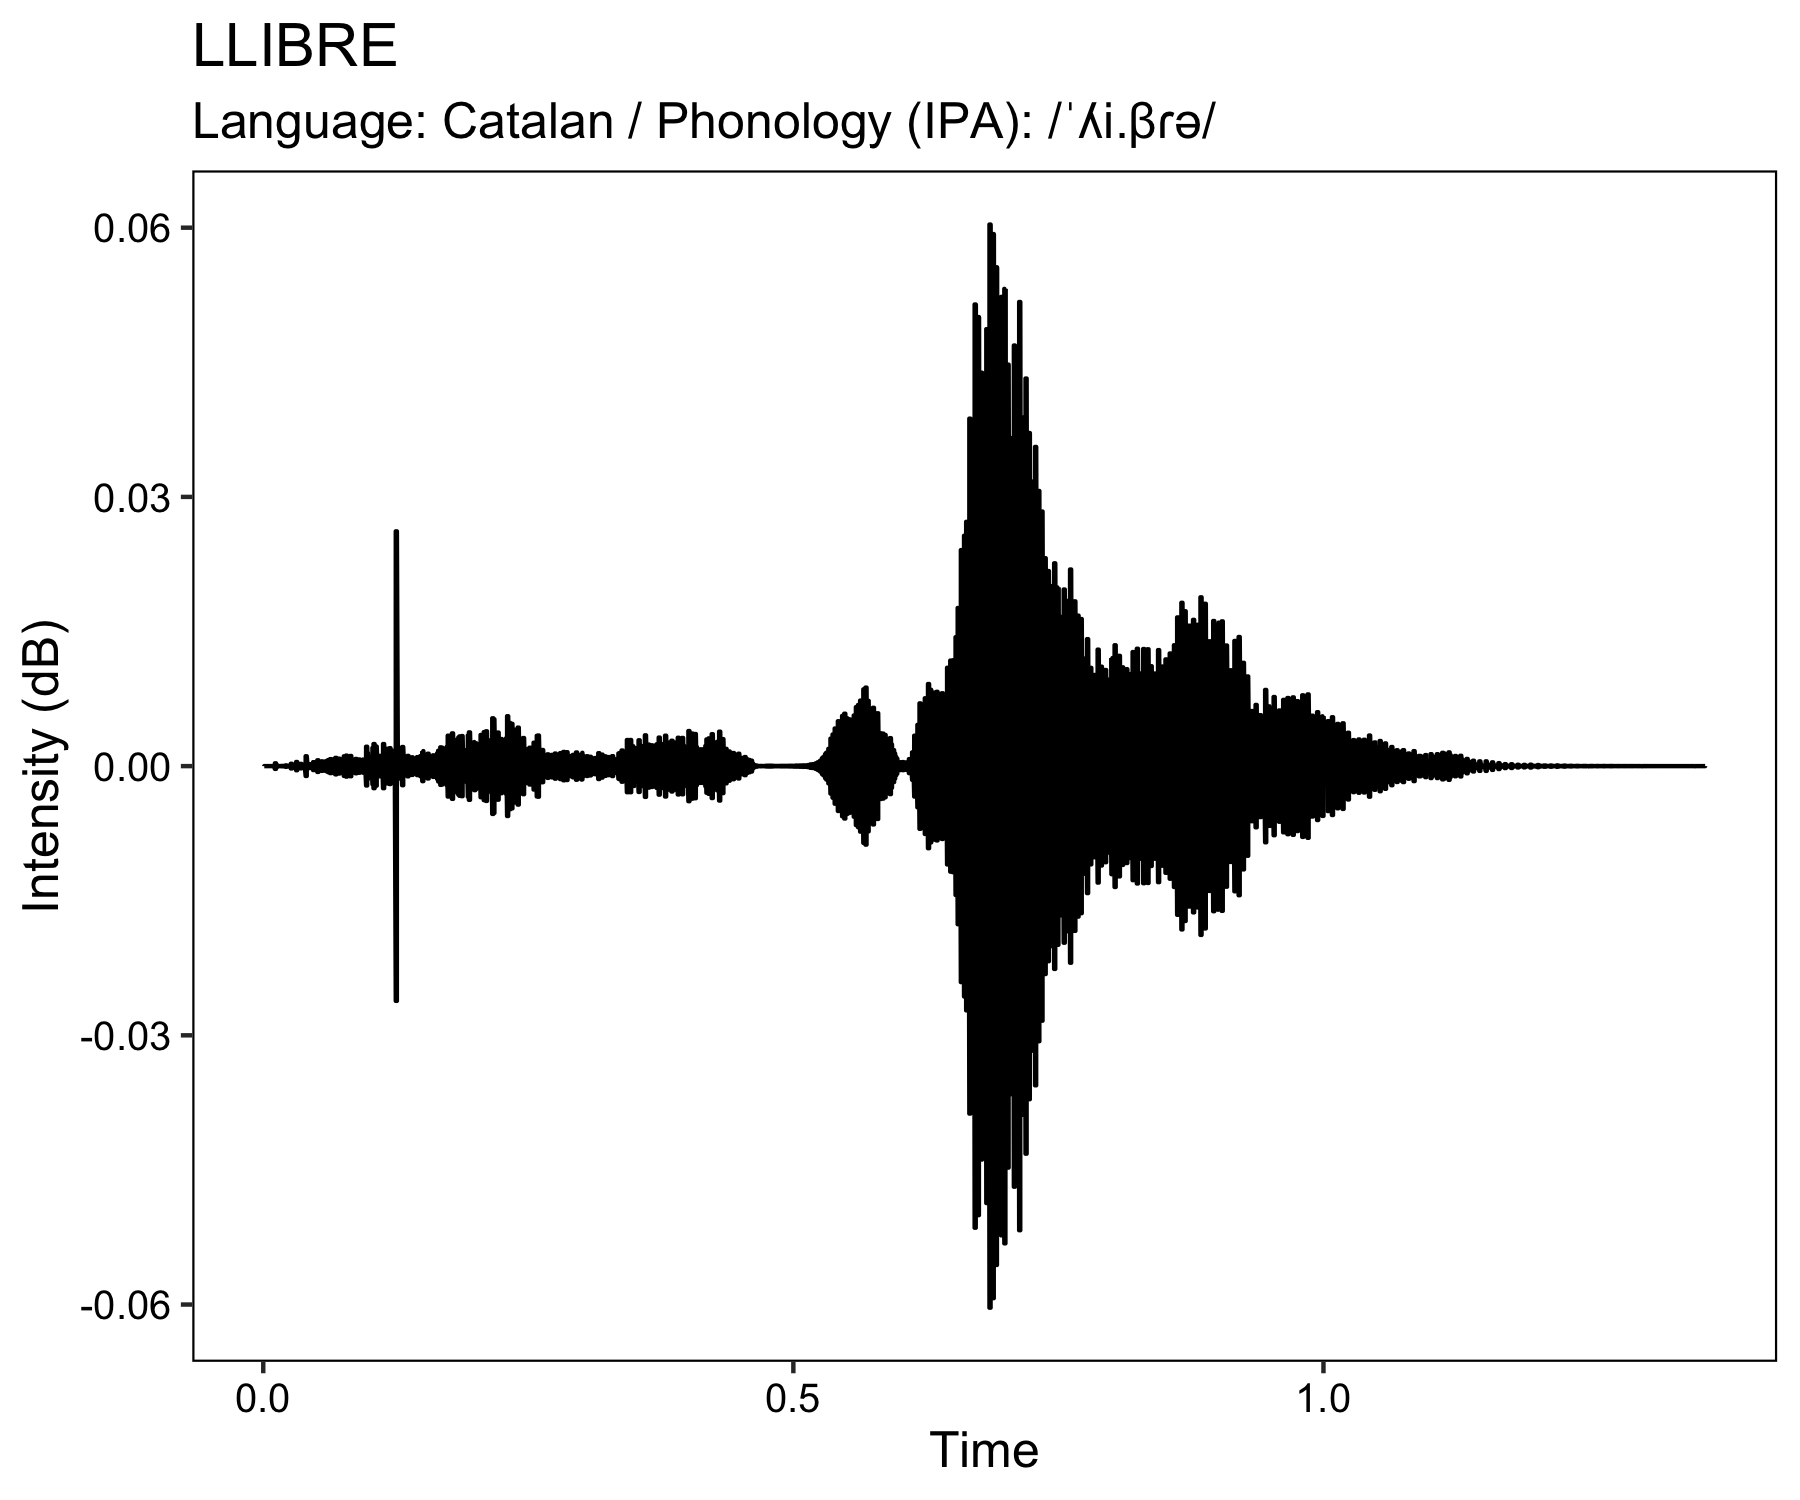 LLIBRE
Language: Catalan / Phonology (IPA): /ˈʎi.βɾə/
Intensity (dB)
0.06
0.03
0.00
-0.03
-0.06
0.0 0.5 1.0
Time